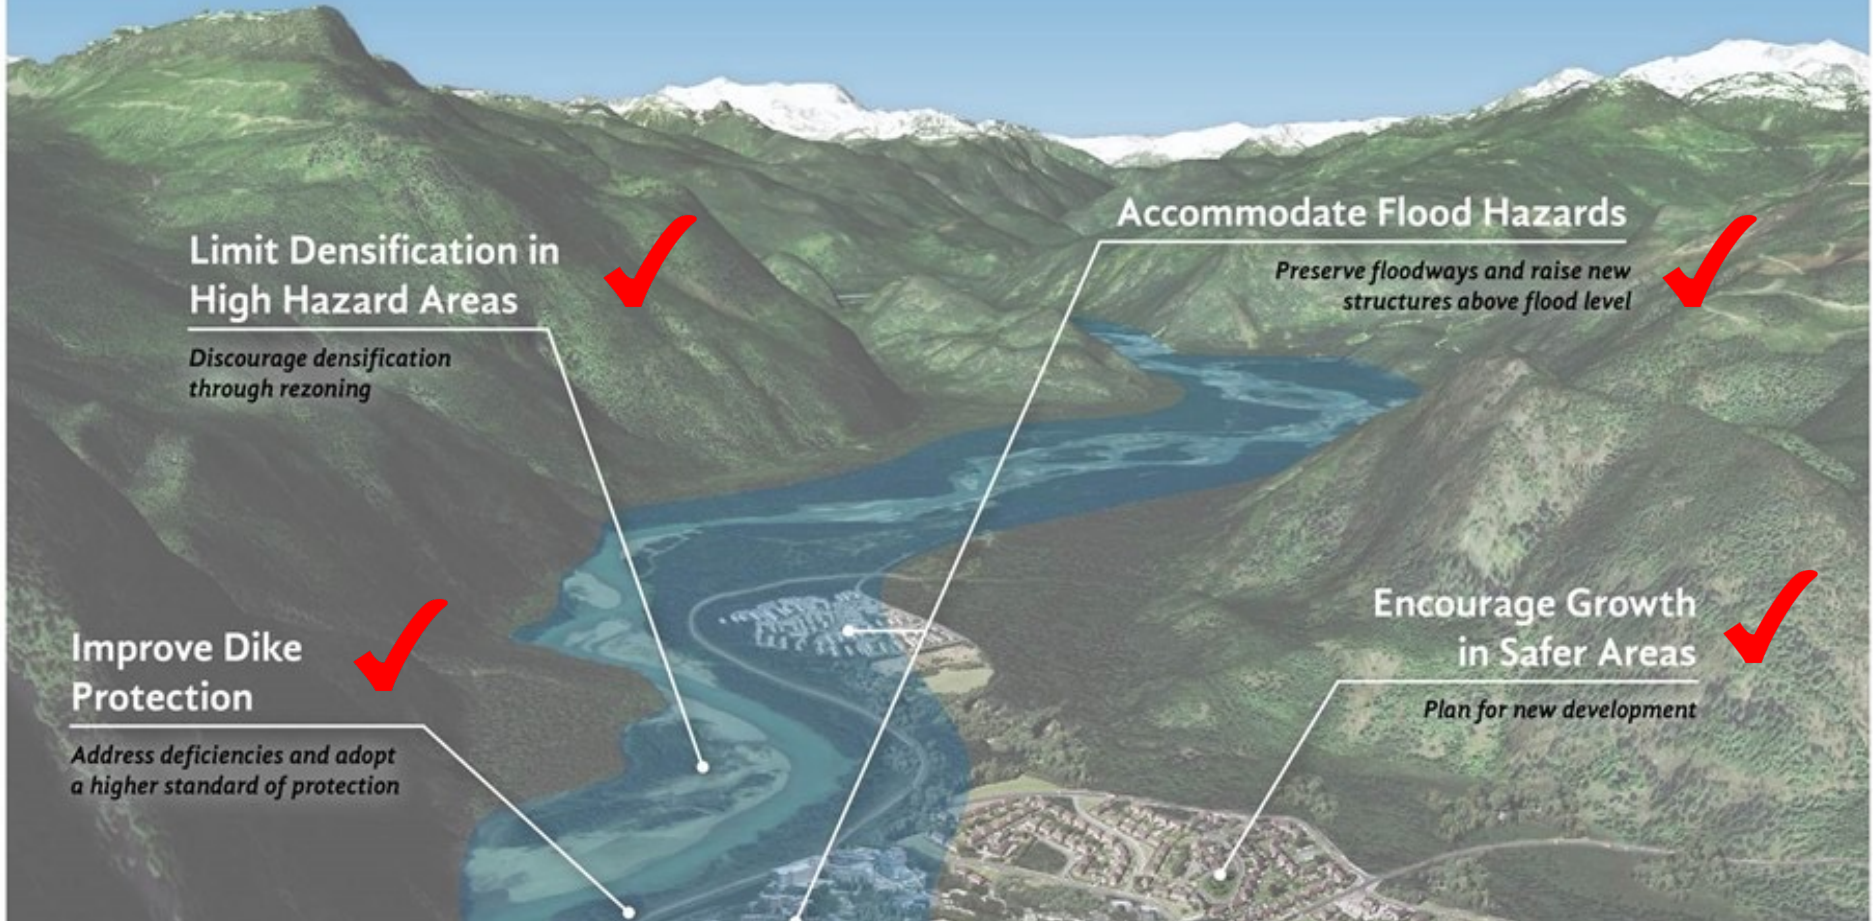 Limit Densification in
High Hazard Areas
Discourage densification
through rezoning
Accommodate Flood Hazards
Preserve floodways and raise new
structures above flood level
Improve Dike
Protection
Address deficiencies and adopt
a higher standard of protection
Encourage Growth
in Safer Areas
Plan for new development